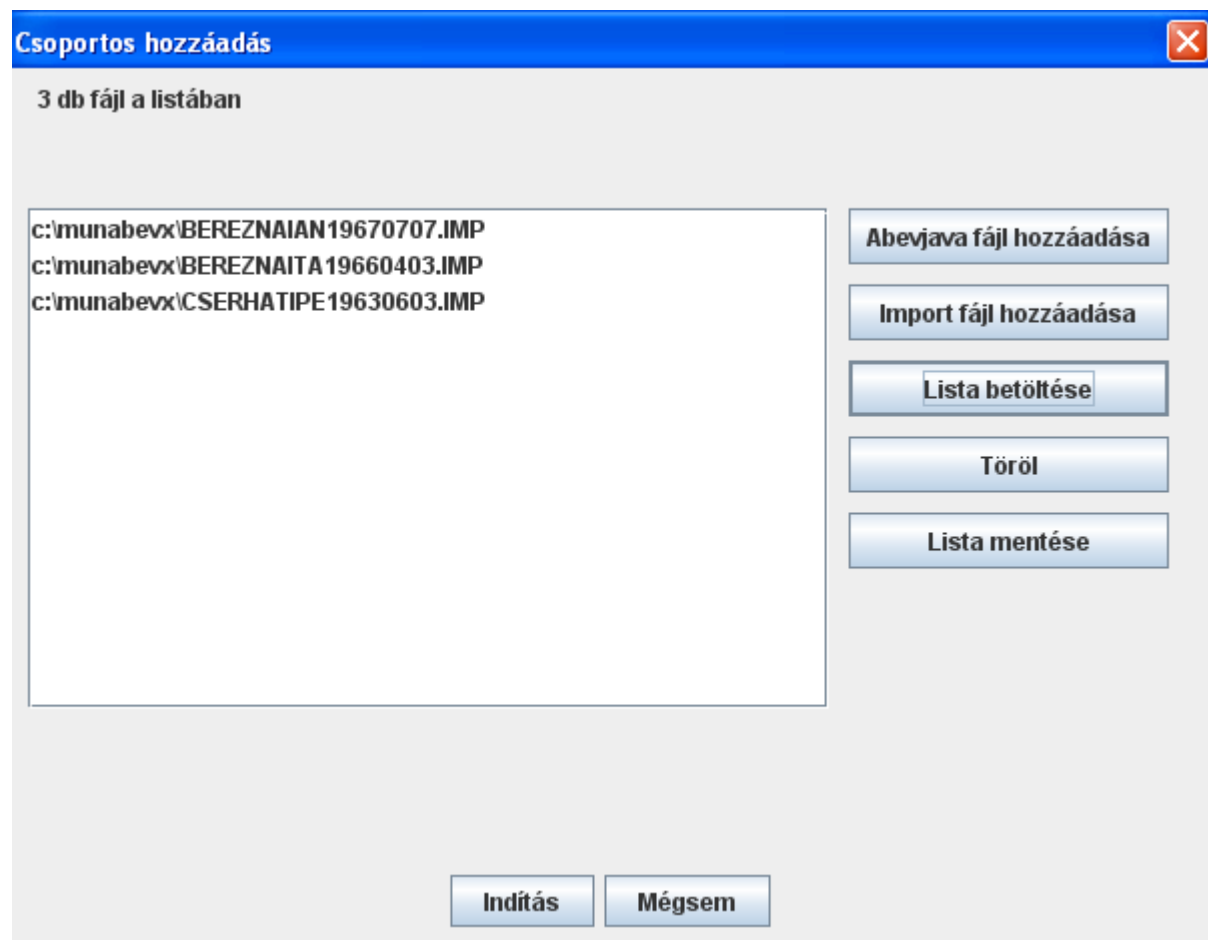 Csoportos hozzáadás
3 db fájl a listában
c:\munabevx\BEREZNAIAN19670707.IMP
c:\munabevx\BEREZNAITA19660403.IMP
c:\munabevx\CSERHATIPE19630603.IMP
Abevjava fájl hozzáadása
Import fájl hozzáadása
Lista betöltése
Töröl
Lista mentése
Indítás
Mégsem